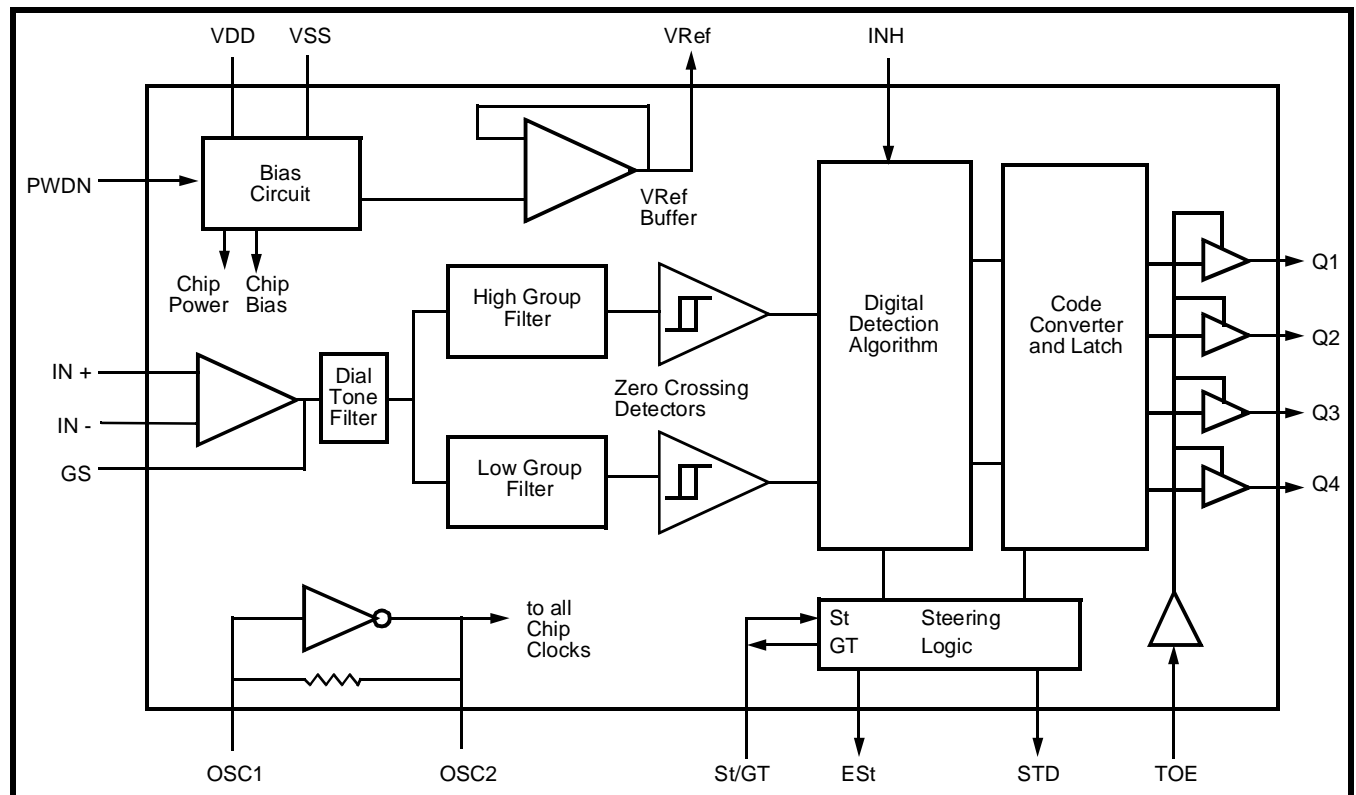 VDD
VSS
VRef
INH
PWDN
Bias
Circuit
VRef
Buffer
Chip
Power
Chip
Bias
High Group
Filter
Digital
Detection
Algorithm
Code
Converter
and Latch
Q1
Q2
Q3
Q4
IN +
IN -
GS
Dial
Tone
Filter
Zero Crossing
Detectors
Low Group
Filter
to all
Chip
Clocks
St
GT
Steering
Logic
OSC1
OSC2
St/GT
ESt
STD
TOE